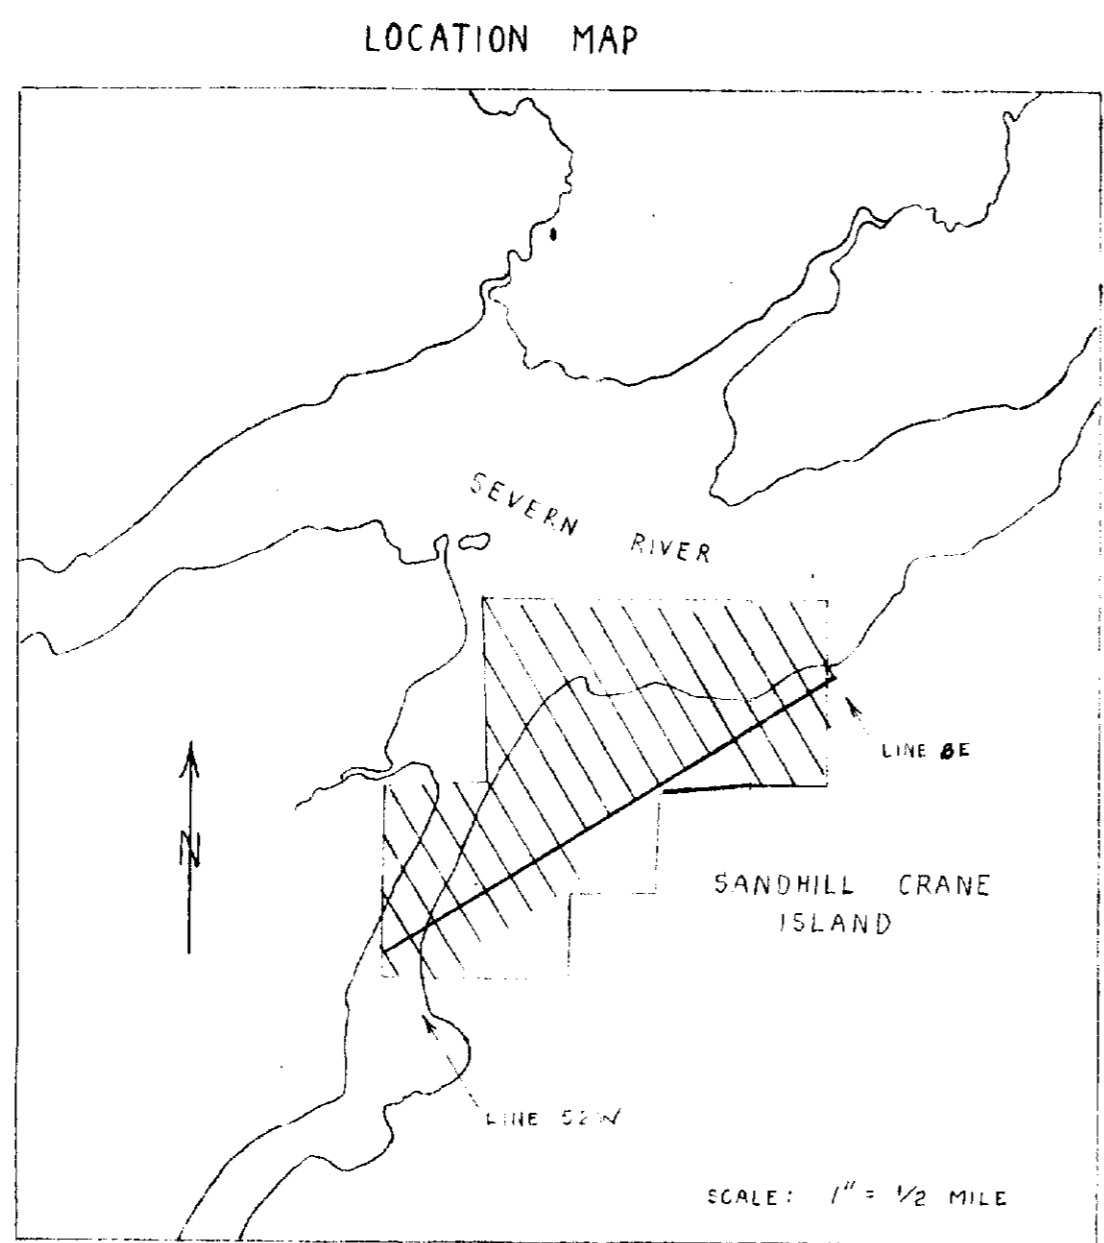 LOCATION MAP
SEVERN RIVER
LINE 8E
N
SANDHILL CRANE
ISLAND
LINE 52W
SCALE: 1" = 1/2 MILE